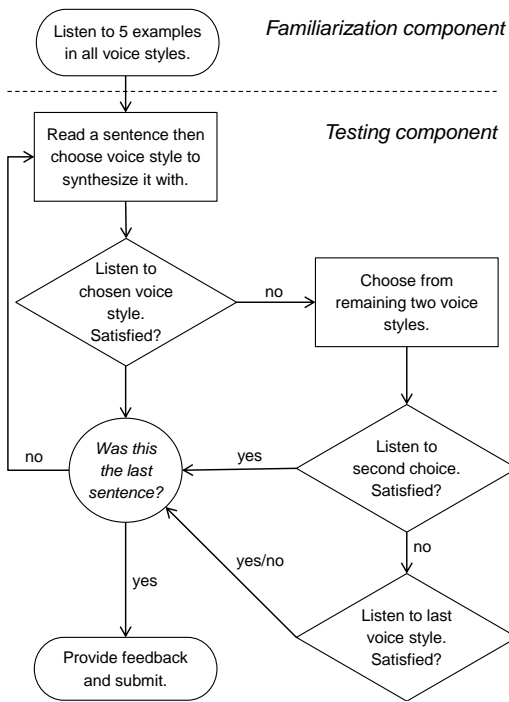 Listen to 5 examples
in all voice styles.
Familiarization component
Read a sentence then
choose voice style to
synthesize it with.
Testing component
Listen to
chosen voice
style.
Satisfied?
no
Choose from
remaining two voice
styles.
no
Was this
the last
sentence?
yes
Listen to
second choice.
Satisfied?
no
yes/no
yes
Listen to last
voice style.
Satisfied?
Provide feedback
and submit.